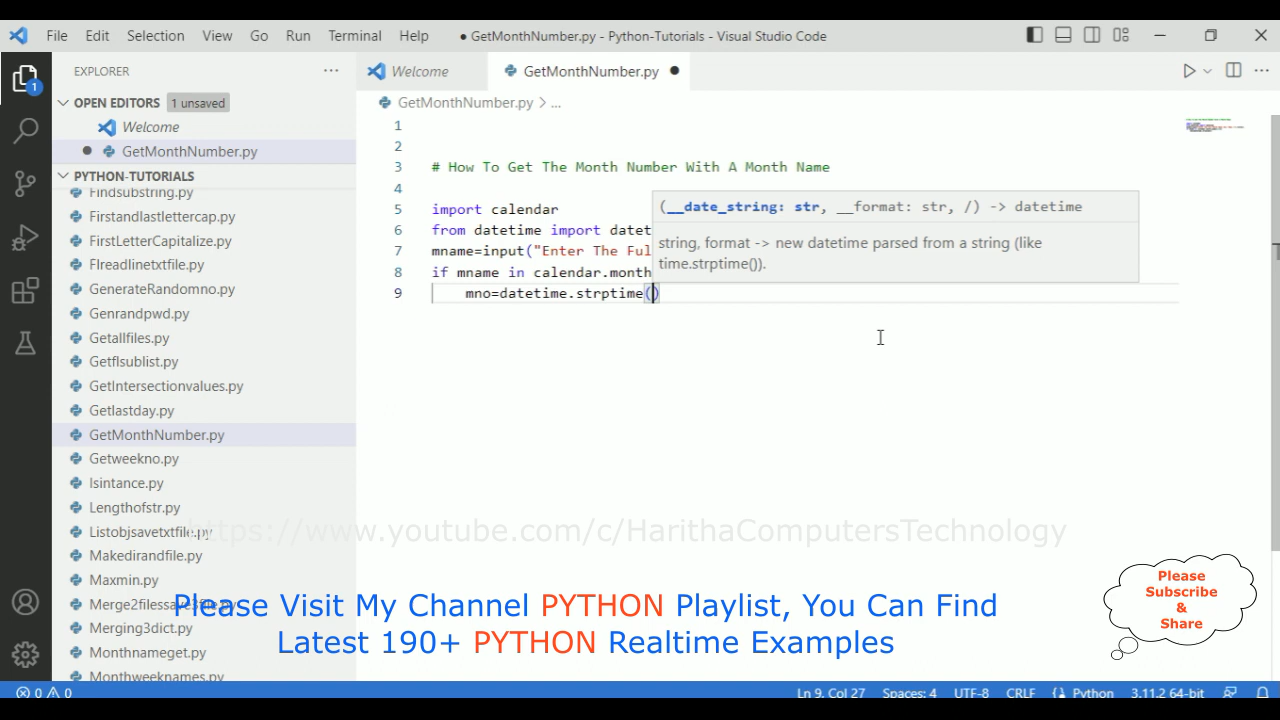 File Edit Selection View Go Run Terminal Help ● GetMonthNumber.py - Python-Tutorials - Visual Studio Code
EXPLORER
Welcome GetMonthNumber.py
OPEN EDITORS 1 unsaved
Welcome
GetMonthNumber.py
PYTHON-TUTORIALS
Findsubstring.py
Firstandlastlettercap.py
FirstLetterCapitalize.py
Flreadlinetxtfile.py
GenerateRandomno.py
Genrandpwd.py
Getallfiles.py
Getflsublist.py
GetIntersectionvalues.py
Getlastday.py
GetMonthNumber.py
Getweekno.py
Isintance.py
Lengthofstr.py
Listobjsavetxtfile.py
Makedirandfile.py
Maxmin.py
Merge2filessave3file.py
Merging3dict.py
Monthnameget.py
Monthweeknames.py
GetMonthNumber.py > ...
1
2
3 # How To Get The Month Number With A Month Name
4
5 import calendar
6 from datetime import datet
7 mname=input("Enter The Ful
8 if mname in calendar.month
9 mno=datetime.strptime()
(__date_string: str, __format: str, /) -> datetime
string, format -> new datetime parsed from a string (like
time.strptime()).
https://www.youtube.com/c/HarithaComputersTechnology
Please Visit My Channel PYTHON Playlist, You Can Find
Latest 190+ PYTHON Realtime Examples
Please
Subscribe
&
Share
1
0 0 Ln 9, Col 27 Spaces: 4 UTF-8 CRLF Python 3.11.2 64-bit